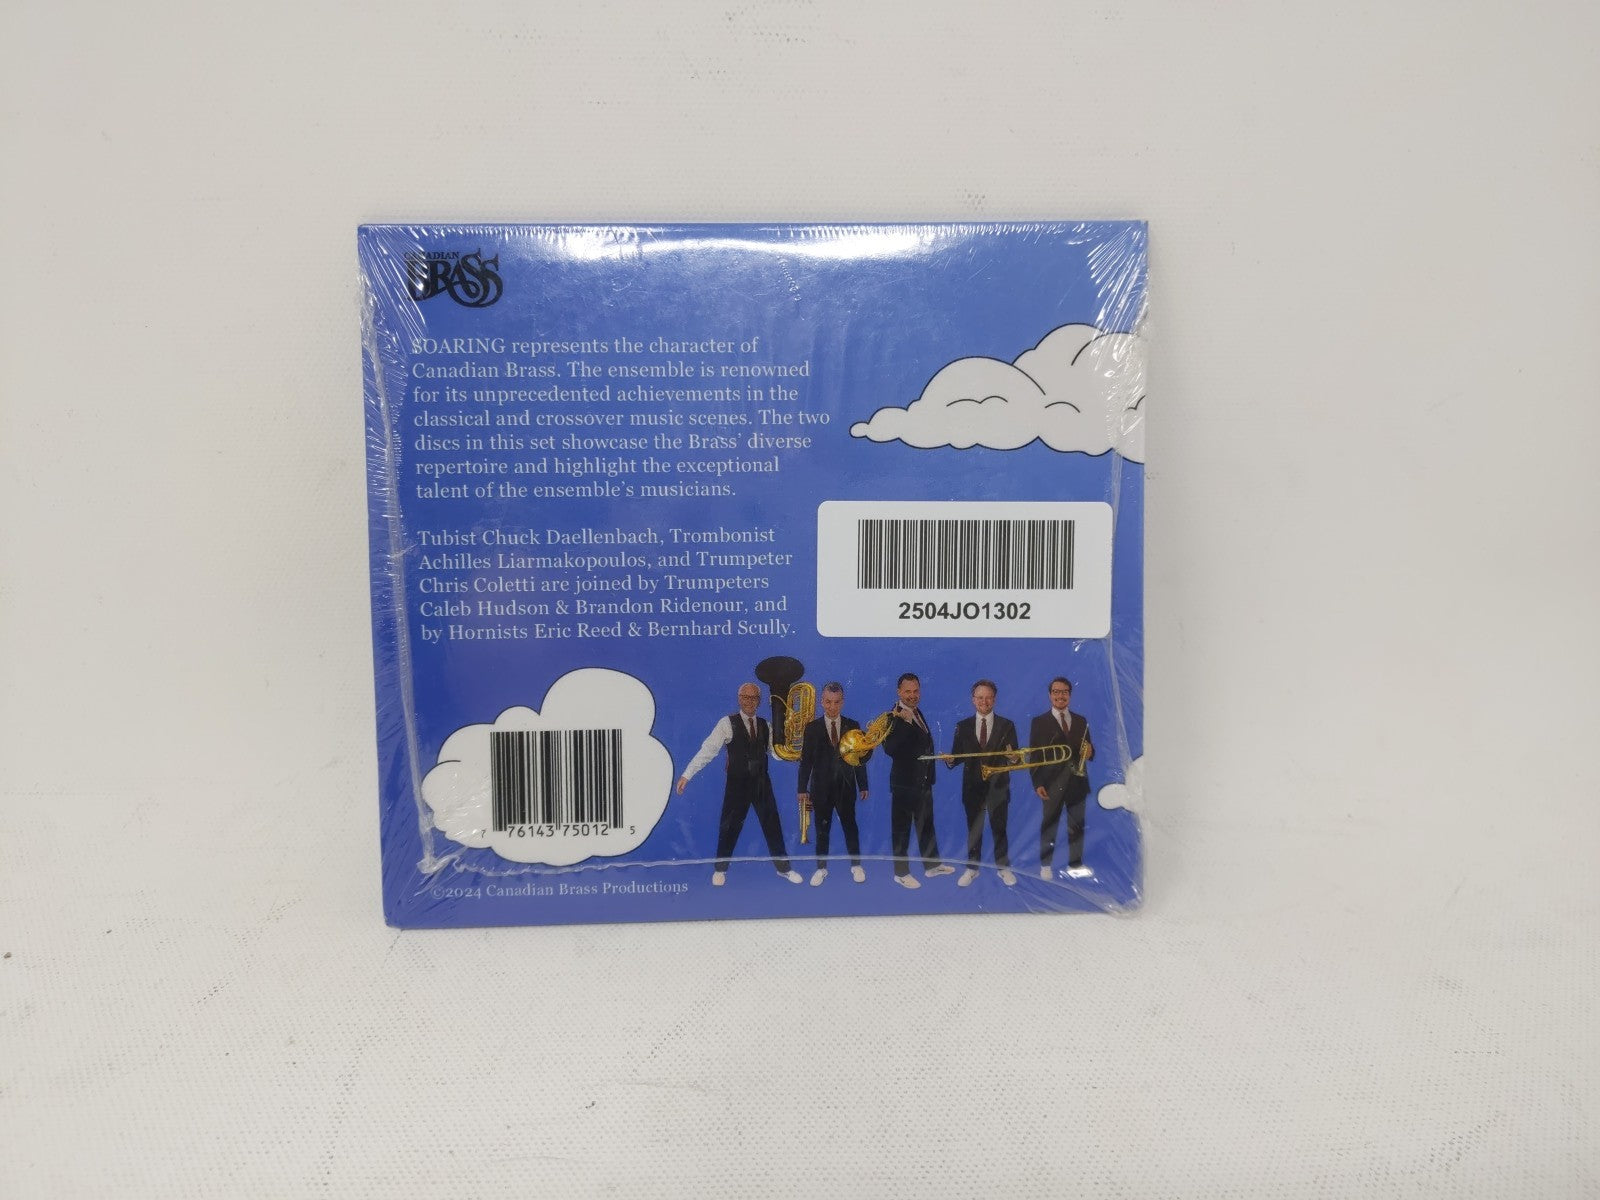 CANADIAN
BRASS
SOARING represents the character of
Canadian Brass. The ensemble is renowned
for its unprecedented achievements in the
classical and crossover music scenes. The two
discs in this set showcase the Brass' diverse
repertoire and highlight the exceptional
talent of the ensemble's musicians.
Tubist Chuck Daellenbach, Trombonist
Achilles Liarmakopoulos, and Trumpeter
Chris Coletti are joined by Trumpeters
Caleb Hudson & Brandon Ridenour, and
by Hornists Eric Reed & Bernhard Scully.
2504JO1302
7 76143 75012 5
©2024 Canadian Brass Productions